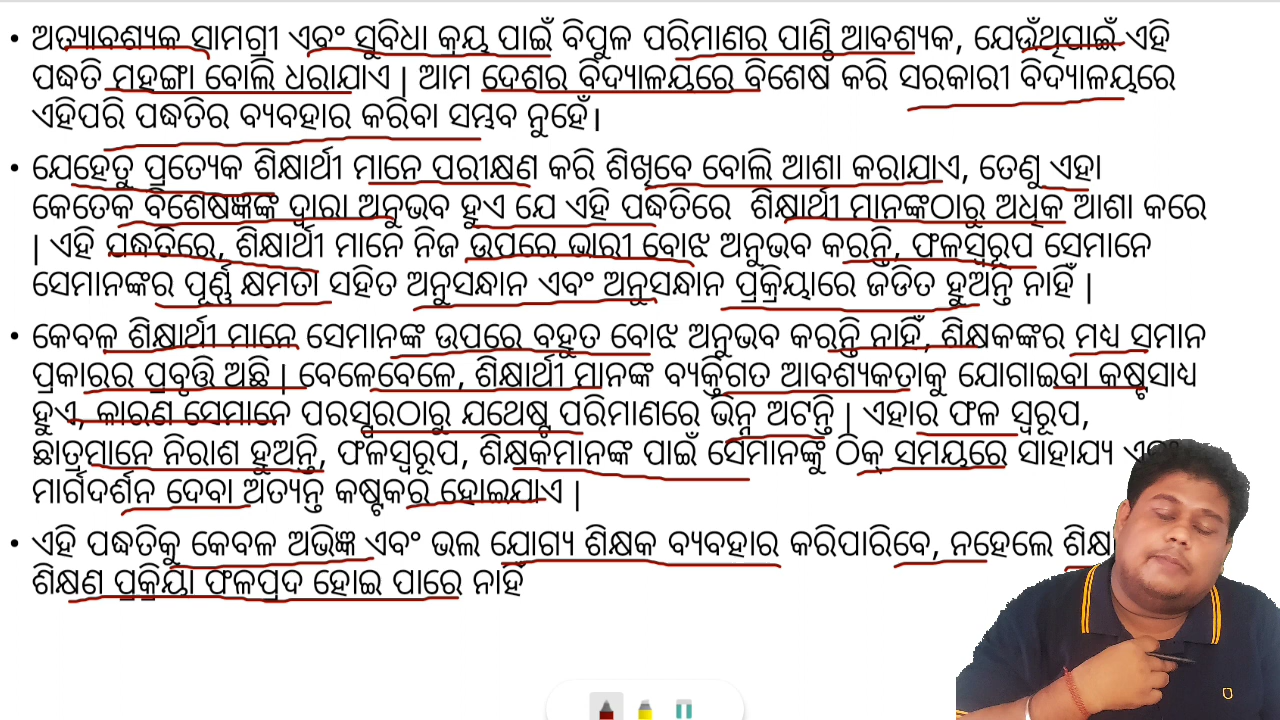 • ଅତ୍ୟାବଶ୍ୟକ ସାମଗ୍ରୀ ଏବଂ ସୁବିଧା କ୍ରୟ ପାଇଁ ବିପୁଳ ପରିମାଣର ପାଣ୍ଠି ଆବଶ୍ୟକ, ଯେଉଁଥିପାଇଁ ଏହି
ପଦ୍ଧତି ମହଙ୍ଗା ବୋଲି ଧରାଯାଏ | ଆମ ଦେଶର ବିଦ୍ୟାଳୟରେ ବିଶେଷ କରି ସରକାରୀ ବିଦ୍ୟାଳୟରେ
ଏହିପରି ପଦ୍ଧତିର ବ୍ୟବହାର କରିବା ସମ୍ଭବ ନୁହେଁ।
• ଯେହେତୁ ପ୍ରତ୍ୟେକ ଶିକ୍ଷାର୍ଥୀ ମାନେ ପରୀକ୍ଷଣ କରି ଶିଖିବେ ବୋଲି ଆଶା କରାଯାଏ, ତେଣୁ ଏହା
କେତେକ ବିଶେଷଜ୍ଞଙ୍କ ଦ୍ୱାରା ଅନୁଭବ ହୁଏ ଯେ ଏହି ପଦ୍ଧତିରେ ଶିକ୍ଷାର୍ଥୀ ମାନଙ୍କଠାରୁ ଅଧିକ ଆଶା କରେ
| ଏହି ପଦ୍ଧତିରେ, ଶିକ୍ଷାର୍ଥୀ ମାନେ ନିଜ ଉପରେ ଭାରୀ ବୋଝ ଅନୁଭବ କରନ୍ତି, ଫଳସ୍ୱରୂପ ସେମାନେ
ସେମାନଙ୍କର ପୂର୍ଣ୍ଣ କ୍ଷମତା ସହିତ ଅନୁସନ୍ଧାନ ଏବଂ ଅନୁସନ୍ଧାନ ପ୍ରକ୍ରିୟାରେ ଜଡିତ ହୁଅନ୍ତି ନାହିଁ |
• କେବଳ ଶିକ୍ଷାର୍ଥୀ ମାନେ ସେମାନଙ୍କ ଉପରେ ବହୁତ ବୋଝ ଅନୁଭବ କରନ୍ତି ନାହିଁ, ଶିକ୍ଷକଙ୍କର ମଧ୍ୟ ସମାନ
ପ୍ରକାରର ପ୍ରବୃତ୍ତି ଅଛି | ବେଳେବେଳେ, ଶିକ୍ଷାର୍ଥୀ ମାନଙ୍କ ବ୍ୟକ୍ତିଗତ ଆବଶ୍ୟକତାକୁ ଯୋଗାଇବା କଷ୍ଟସାଧ୍ୟ
ହୁଏ, କାରଣ ସେମାନେ ପରସ୍ପରଠାରୁ ଯଥେଷ୍ଟ ପରିମାଣରେ ଭିନ୍ନ ଅଟନ୍ତି | ଏହାର ଫଳ ସ୍ୱରୂପ,
ଛାତ୍ରମାନେ ନିରାଶ ହୁଅନ୍ତି, ଫଳସ୍ୱରୂପ, ଶିକ୍ଷକମାନଙ୍କ ପାଇଁ ସେମାନଙ୍କୁ ଠିକ୍ ସମୟରେ ସାହାଯ୍ୟ
ମାର୍ଗଦର୍ଶନ ଦେବା ଅତ୍ୟନ୍ତ କଷ୍ଟକର ହୋଇଯାଏ |
• ଏହି ପଦ୍ଧତିକୁ କେବଳ ଅଭିଜ୍ଞ ଏବଂ ଭଲ ଯୋଗ୍ୟ ଶିକ୍ଷକ ବ୍ୟବହାର କରିପାରିବେ, ନହେଲେ
ଶିକ୍ଷଣ ପ୍ରକ୍ରିୟା ଫଳପ୍ରଦ ହୋଇ ପାରେ ନାହିଁ